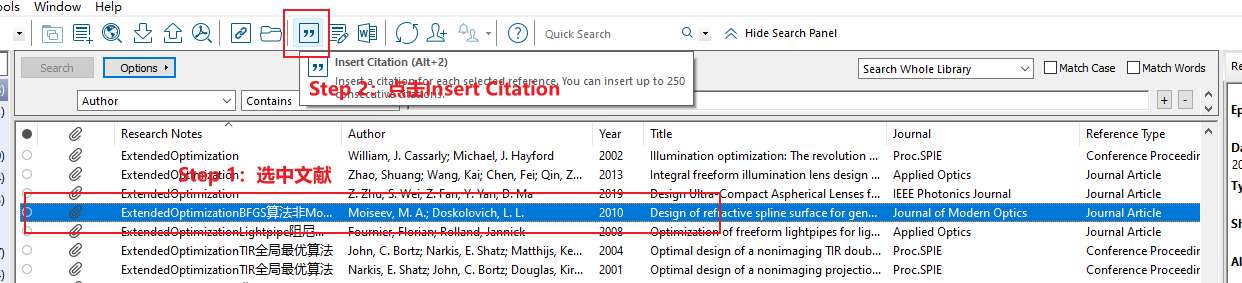 ols Window Help
Quick Search Hide Search Panel
Insert Citation (Alt+2)
Insert a citation for each selected reference. You can insert up to 250
consecutive citations.
Step 2：点击Insert Citation
Search Options Search Whole Library Match Case Match Words
Author Contains + -
Research Notes Author Year Title Journal Reference Type
ExtendedOptimization William, J. Cassarly; Michael, J. Hayford 2002 Illumination optimization: The revolution ... Proc.SPIE Conference Proceedin
ExtendedOptimization Zhao, Shuang; Wang, Kai; Chen, Fei; Qin, Z... 2013 Integral freeform illumination lens design ... Applied Optics Journal Article
Step 1：选中文献
ExtendedOptimization Z. Zhu, S. Wei, Z. Fan, Y. Yan, D. Ma 2019 Design Ultra-Compact Aspherical Lenses f... IEEE Photonics Journal Journal Article
ExtendedOptimizationBFGS算法非Mo... Moiseev, M. A.; Doskolovich, L. L. 2010 Design of refractive spline surface for gen... Journal of Modern Optics Journal Article
ExtendedOptimizationLightpipe阻尼... Fournier, Florian; Rolland, Jannick 2008 Optimization of freeform lightpipes for lig... Applied Optics Journal Article
ExtendedOptimizationTIR全局最优算法 John, C. Bortz; Narkis, E. Shatz; Matthijs, Ke... 2004 Optimal design of a nonimaging TIR doub... Proc.SPIE Conference Proceedin
ExtendedOptimizationTIR全局最优算法 Narkis, E. Shatz; John, C. Bortz; Douglas, Kir... 2001 Optimal design of a nonimaging projectio... Proc.SPIE Conference Proceedin